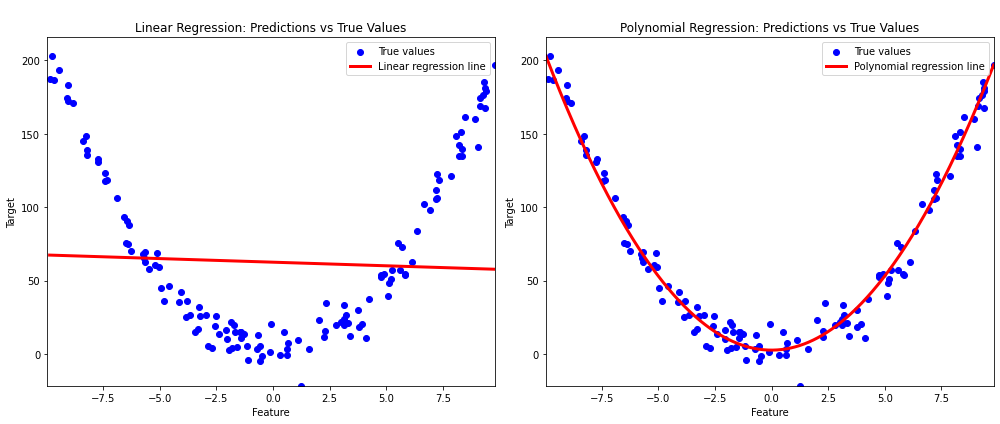 Linear Regression: Predictions vs True Values
True values
Linear regression line
200
150
100
50
0
Target
−7.5 −5.0 −2.5 0.0 2.5 5.0 7.5
Feature
Polynomial Regression: Predictions vs True Values
True values
Polynomial regression line
200
150
100
50
0
Target
−7.5 −5.0 −2.5 0.0 2.5 5.0 7.5
Feature